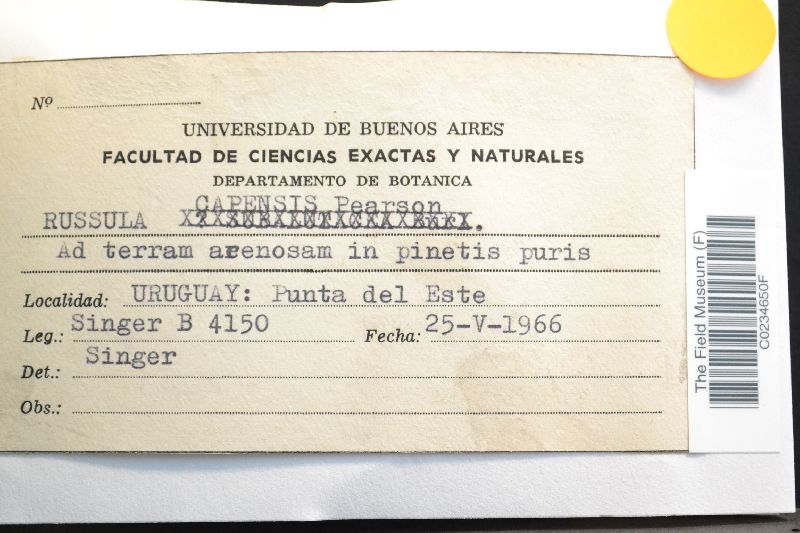 Nº
UNIVERSIDAD DE BUENOS AIRES
FACULTAD DE CIENCIAS EXACTAS Y NATURALES
DEPARTAMENTO DE BOTANICA
CAPENSIS Pearson
RUSSULA
Ad terram arenosam in pinetis puris
Localidad: URUGUAY: Punta del Este
Leg.: Singer B 4150 Fecha: 25-V-1966
Det.: Singer
Obs.:
The Field Museum (F)
C0234650F